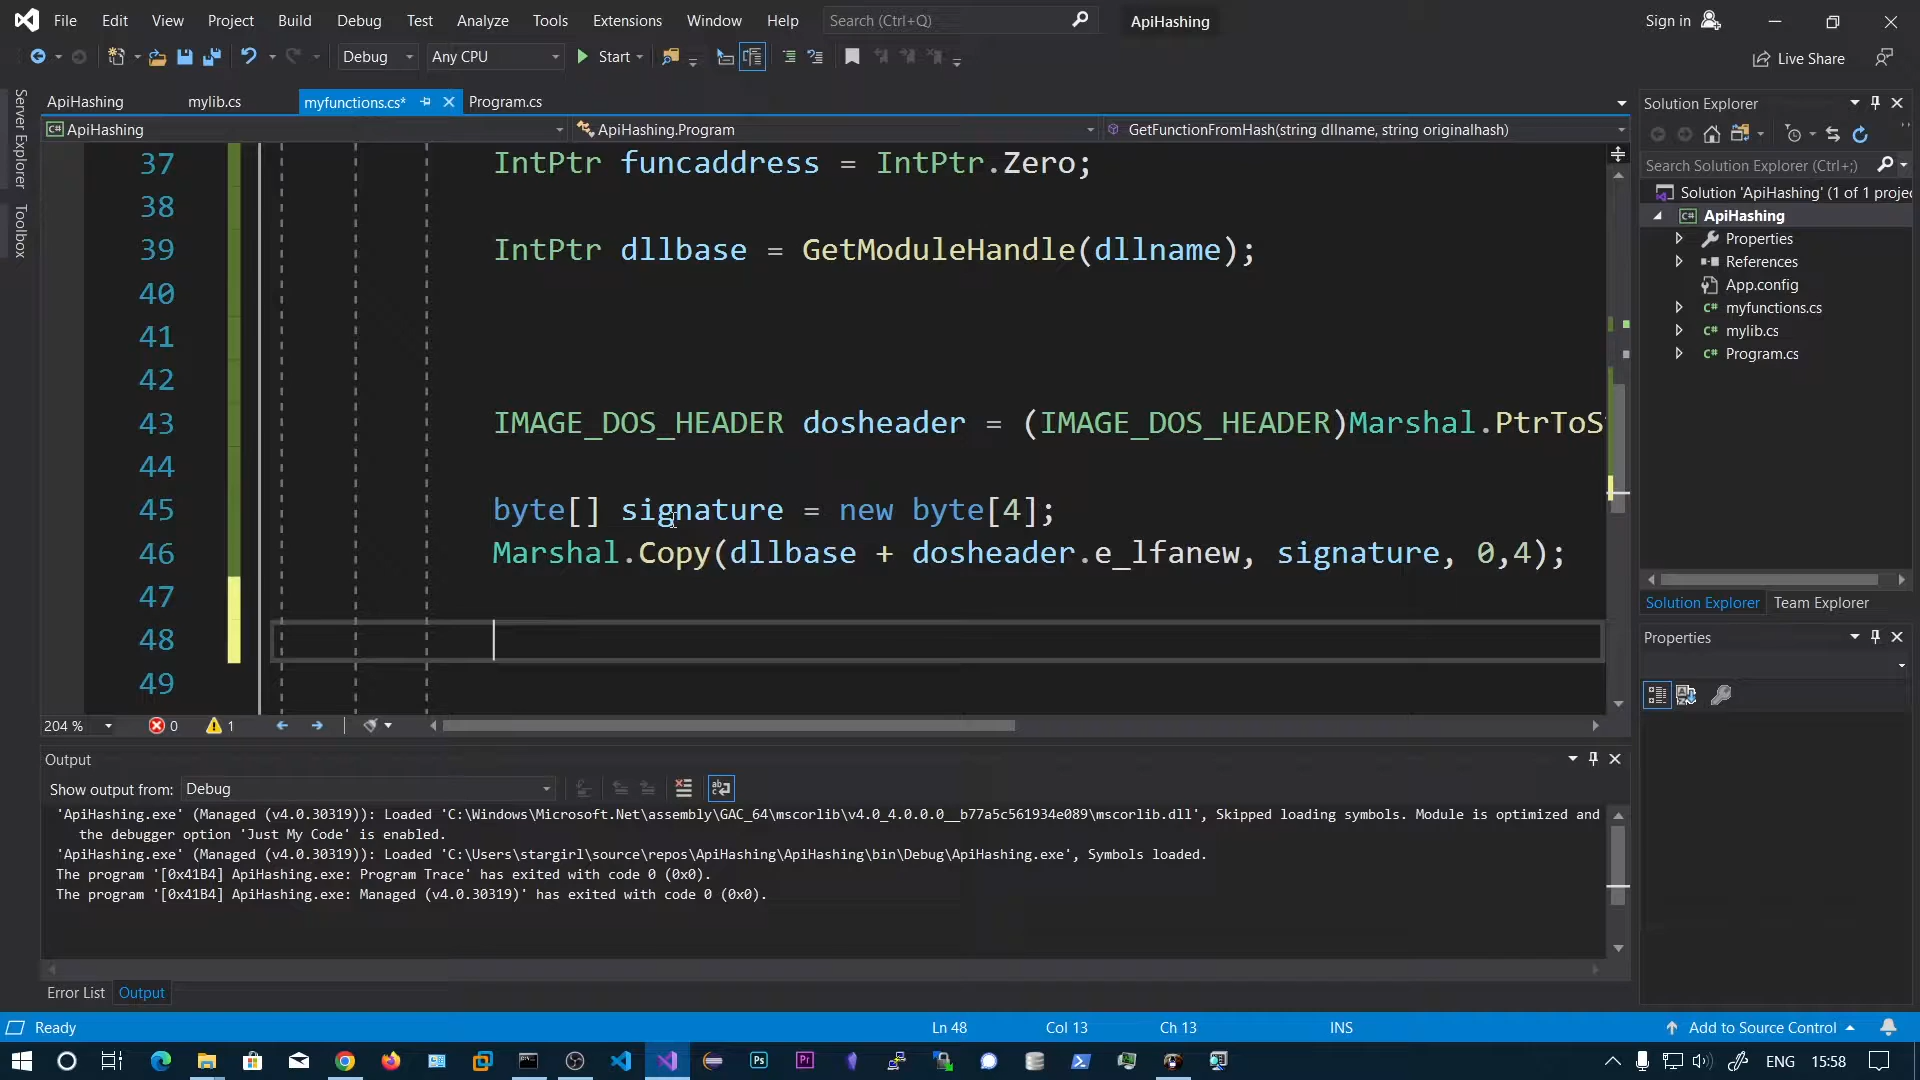 File Edit View Project Build Debug Test Analyze Tools Extensions Window Help Search (Ctrl+Q) ApiHashing Sign in
Debug Any CPU Start Live Share
Server Explorer
Toolbox
ApiHashing mylib.cs myfunctions.cs* Program.cs
C# ApiHashing ApiHashing.Program GetFunctionFromHash(string dllname, string originalhash)
37 IntPtr funcaddress = IntPtr.Zero;
38
39 IntPtr dllbase = GetModuleHandle(dllname);
40
41
42
43 IMAGE_DOS_HEADER dosheader = (IMAGE_DOS_HEADER)Marshal.PtrToS
44
45 byte[] signature = new byte[4];
46 Marshal.Copy(dllbase + dosheader.e_lfanew, signature, 0,4);
47
48
49
204 % 0 1
Output
Show output from: Debug
'ApiHashing.exe' (Managed (v4.0.30319)): Loaded 'C:\Windows\Microsoft.Net\assembly\GAC_64\mscorlib\v4.0_4.0.0.0__b77a5c561934e089\mscorlib.dll', Skipped loading symbols. Module is optimized and
the debugger option 'Just My Code' is enabled.
'ApiHashing.exe' (Managed (v4.0.30319)): Loaded 'C:\Users\stargirl\source\repos\ApiHashing\ApiHashing\bin\Debug\ApiHashing.exe', Symbols loaded.
The program '[0x41B4] ApiHashing.exe: Program Trace' has exited with code 0 (0x0).
The program '[0x41B4] ApiHashing.exe: Managed (v4.0.30319)' has exited with code 0 (0x0).
Error List Output
Solution Explorer
Search Solution Explorer (Ctrl+;)
Solution 'ApiHashing' (1 of 1 projec
C# ApiHashing
Properties
References
App.config
C# myfunctions.cs
C# mylib.cs
C# Program.cs
Solution Explorer Team Explorer
Properties
Ready Ln 48 Col 13 Ch 13 INS Add to Source Control
Ps Pr ENG 15:58